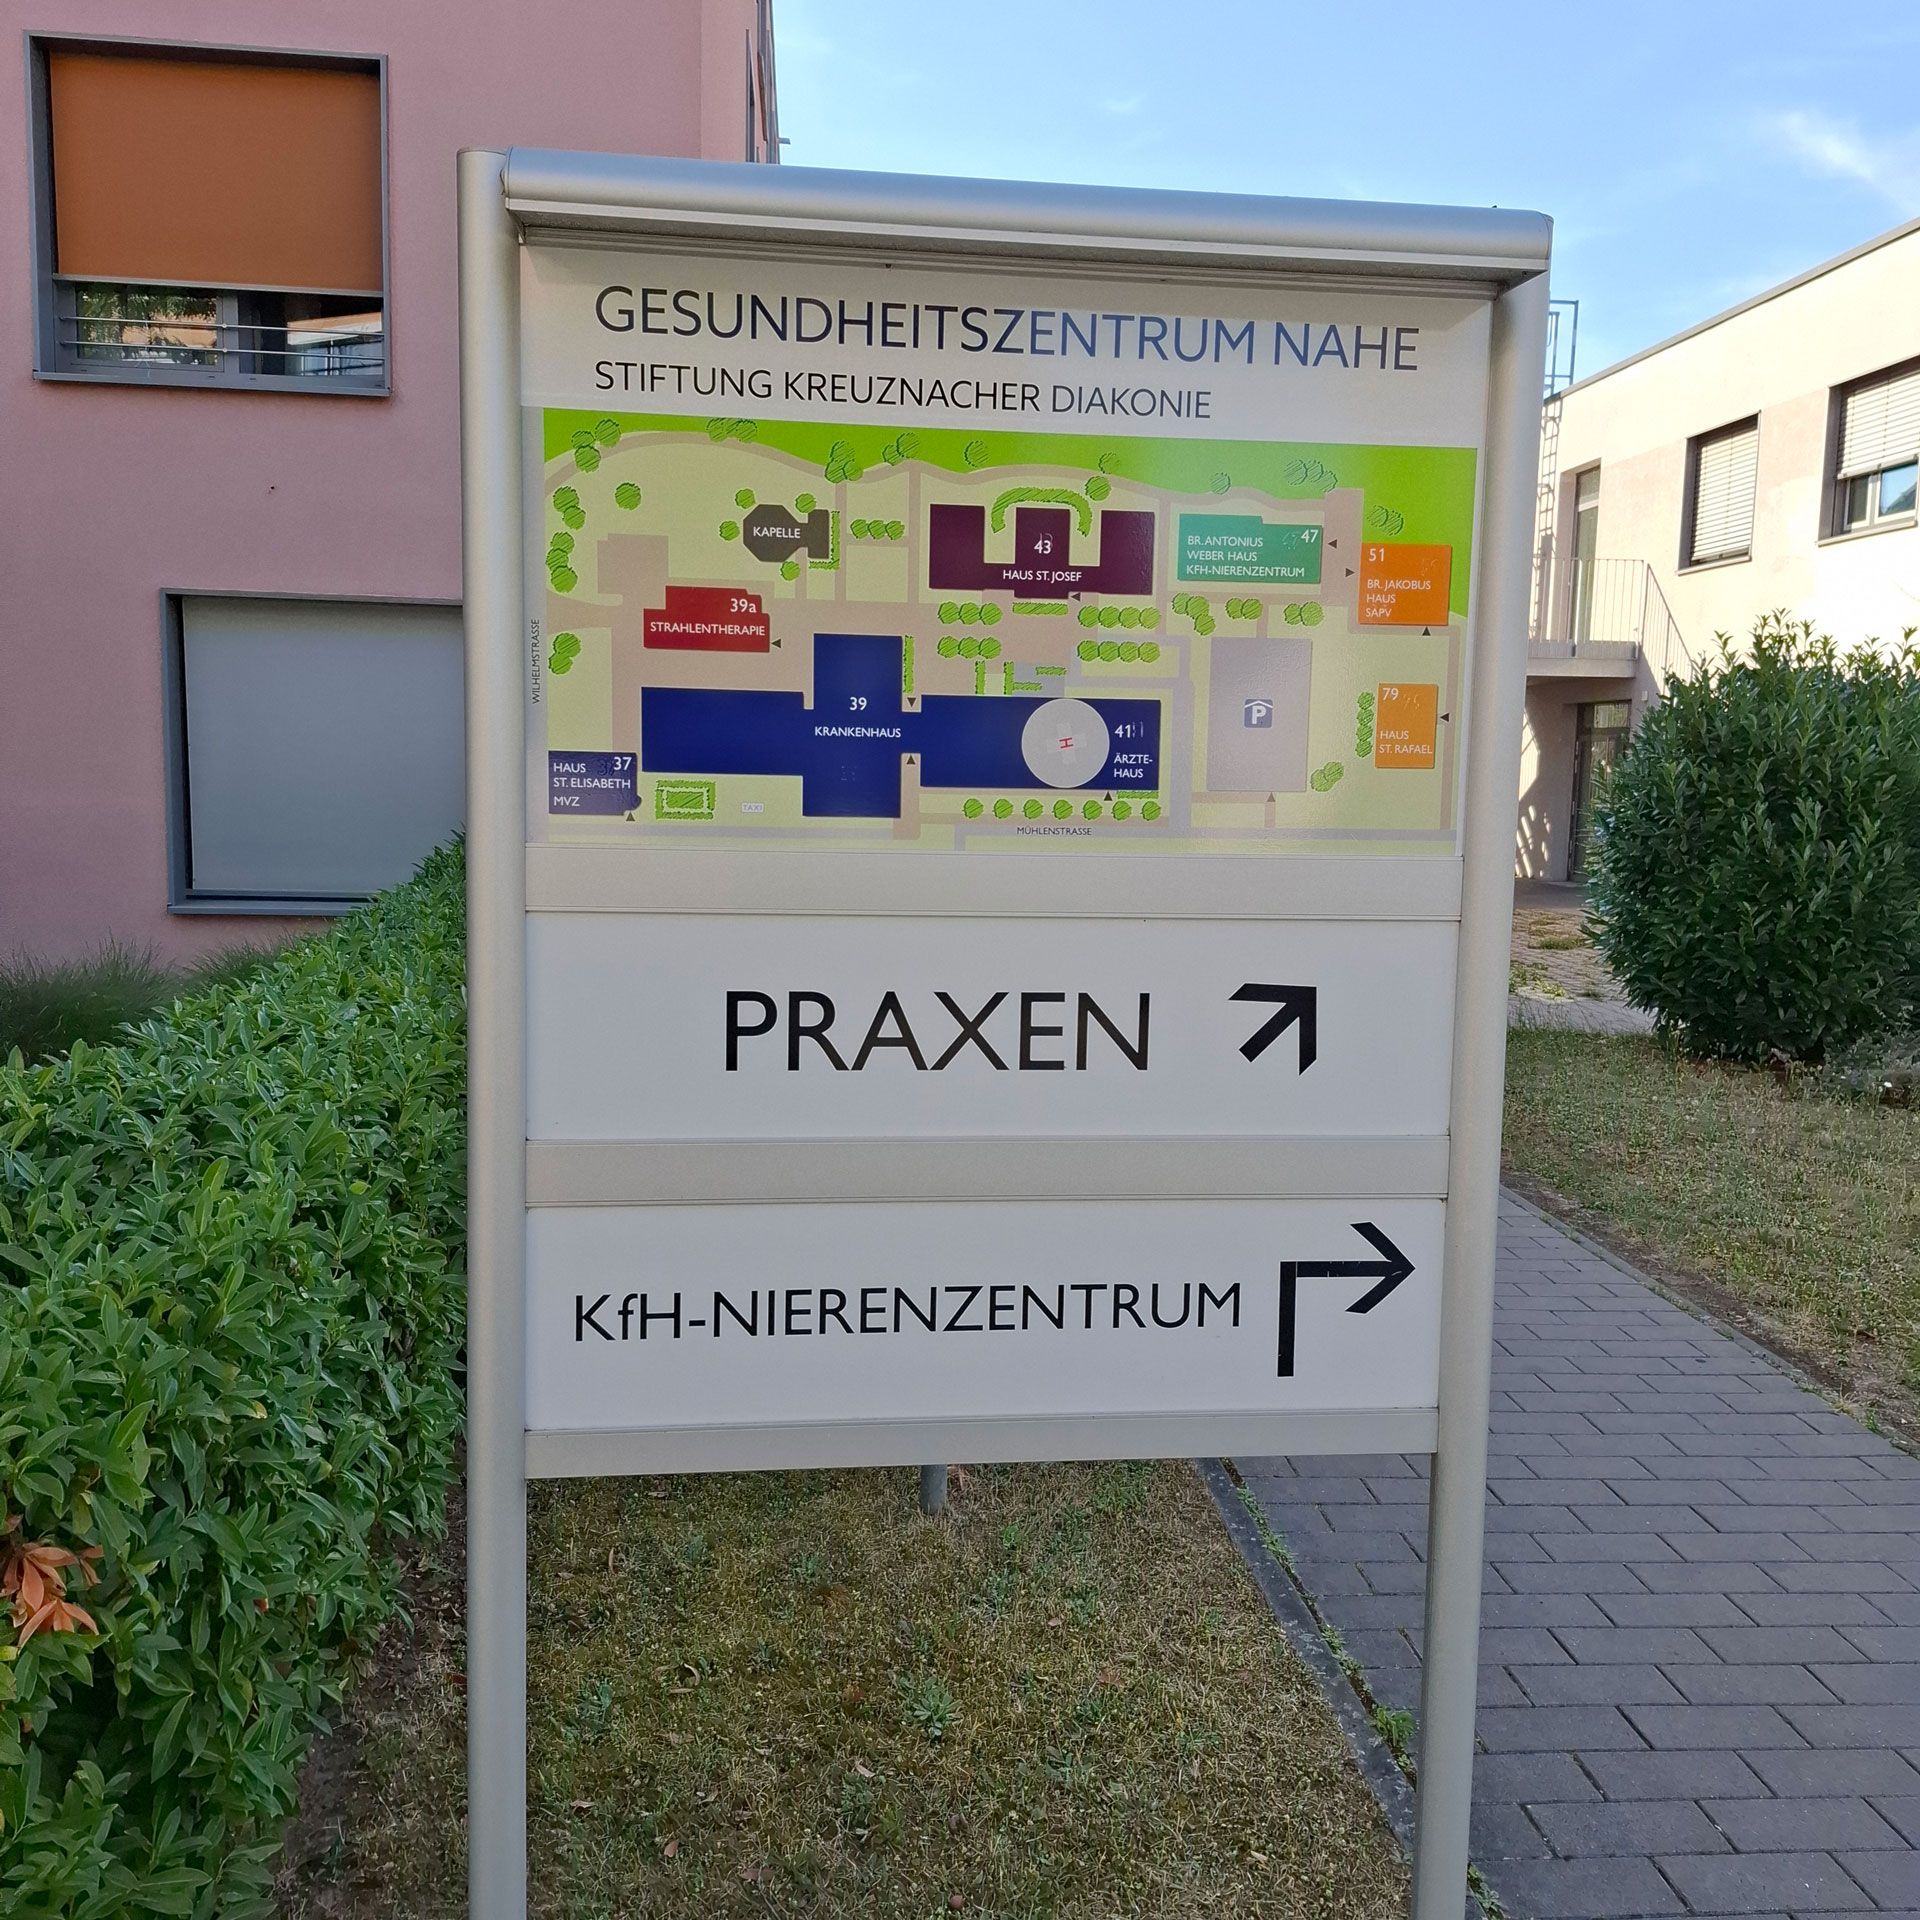 GESUNDHEITSZENTRUM NAHE
STIFTUNG KREUZNACHER DIAKONIE
KAPELLE
43
HAUS ST. JOSEF
47
BR. ANTONIUS
WEBER HAUS
KFH-NIERENZENTRUM
51
BR. JAKOBUS
HAUS
SAPV
39a
STRAHLENTHERAPIE
WILHELMSTRASSE
39
KRANKENHAUS
H
41
ÄRZTE-
HAUS
P
79
HAUS
ST. RAFAEL
37
HAUS
ST. ELISABETH
MVZ
TAXI
MÜHLENSTRASSE
PRAXEN
KfH-NIERENZENTRUM